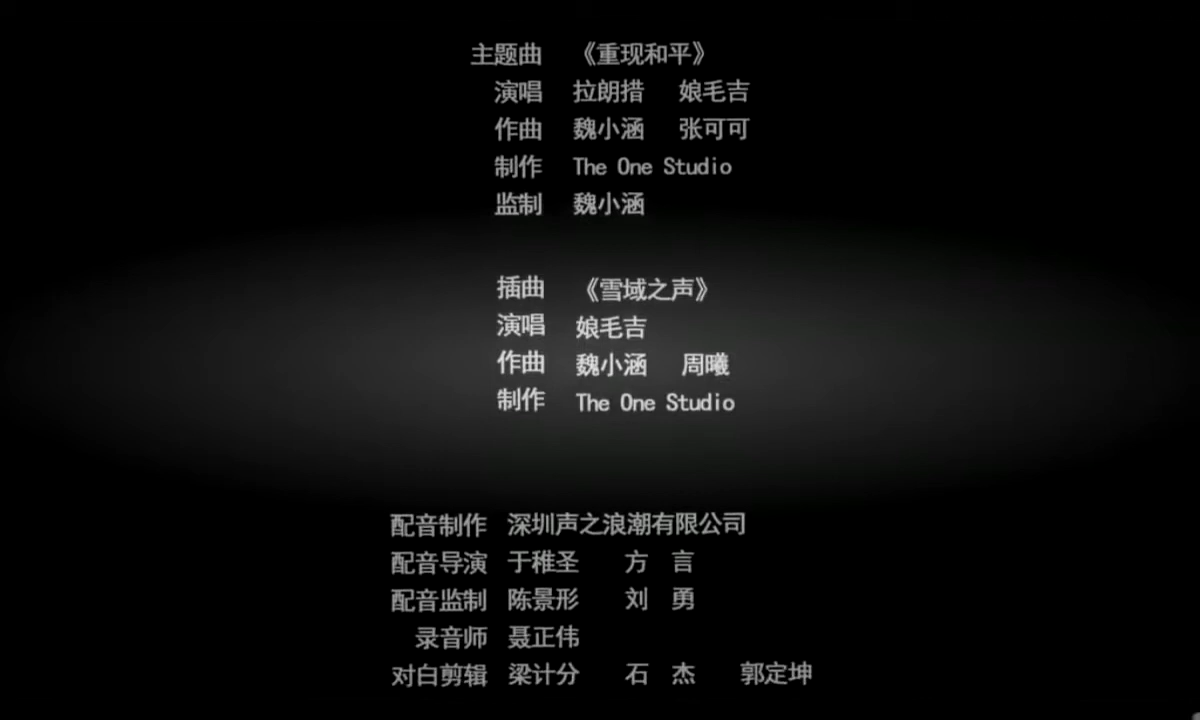 主题曲 《重现和平》
演唱 拉朗措 娘毛吉
作曲 魏小涵 张可可
制作 The One Studio
监制 魏小涵
插曲 《雪域之声》
演唱 娘毛吉
作曲 魏小涵 周曦
制作 The One Studio
配音制作 深圳声之浪潮有限公司
配音导演 于稚圣 方 言
配音监制 陈景形 刘 勇
录音师 聂正伟
对白剪辑 梁计分 石 杰 郭定坤